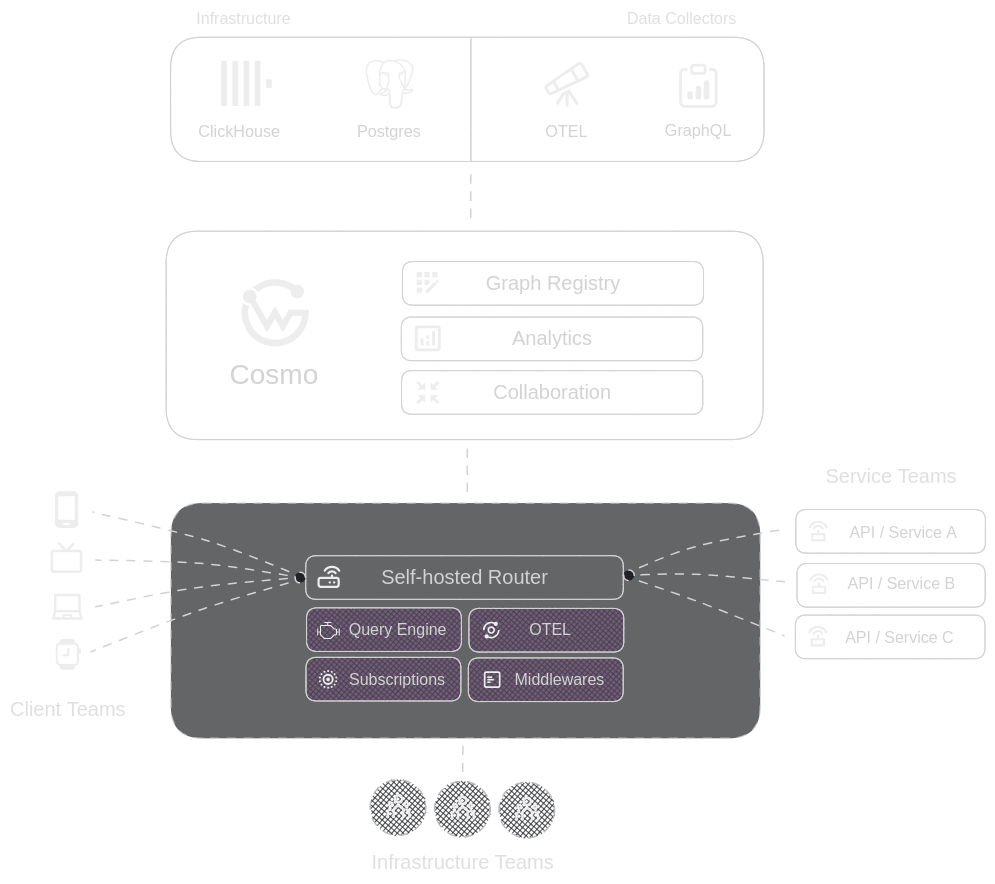 Infrastructure
Data Collectors
ClickHouse
Postgres
OTEL
GraphQL
Graph Registry
Analytics
Collaboration
Cosmo
Service Teams
API / Service A
API / Service B
API / Service C
Self-hosted Router
Query Engine
OTEL
Subscriptions
Middlewares
Client Teams
Infrastructure Teams